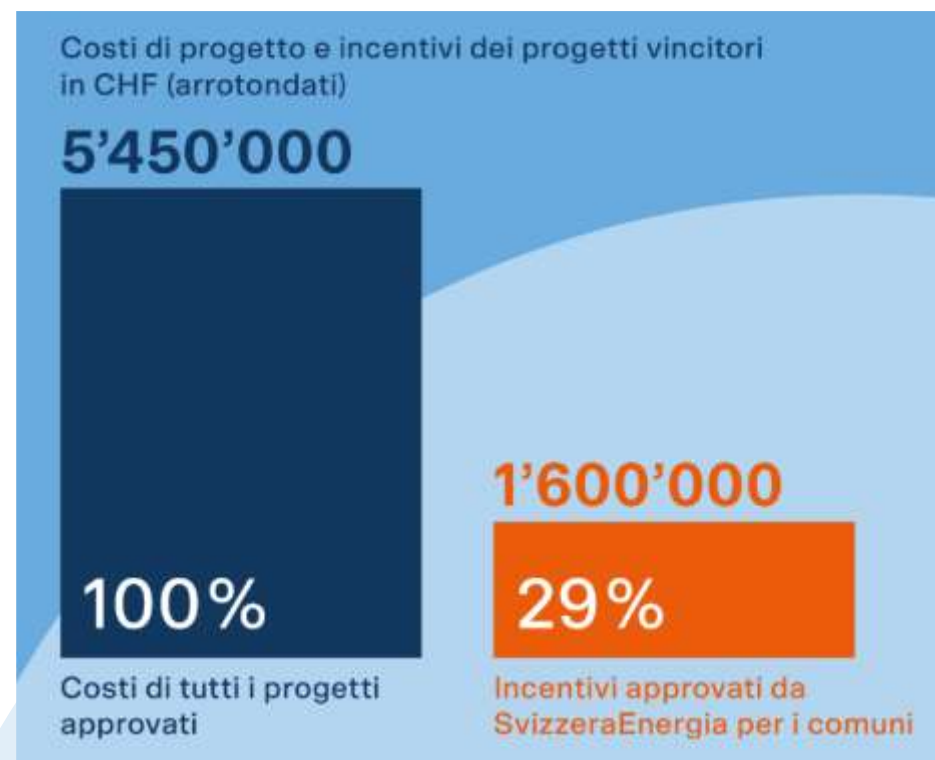 Costi di progetto e incentivi dei progetti vincitori
in CHF (arrotondati)
5’450’000
1’600’000
100%
29%
Costi di tutti i progetti
approvati
Incentivi approvati da
SvizzeraEnergia per i comuni